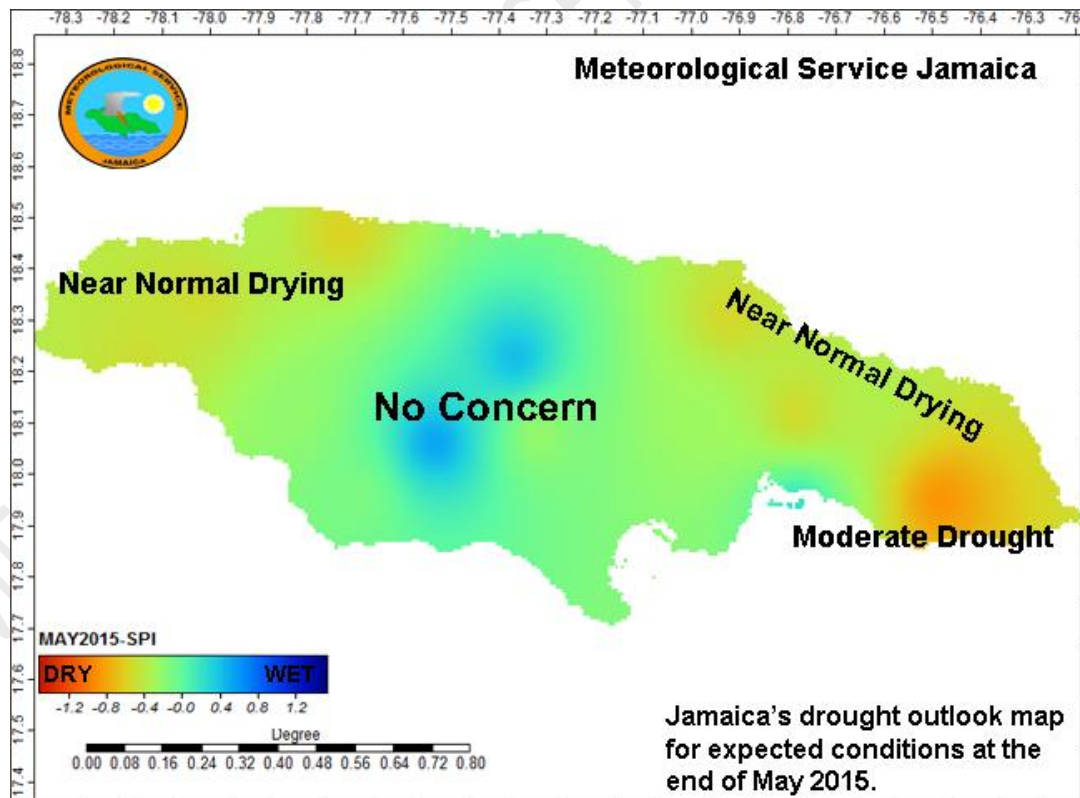 -78.3 -78.2 -78.0 -77.9 -77.8 -77.7 -77.6 -77.5 -77.4 -77.3 -77.2 -77.1 -77.0 -76.9 -76.8 -76.7 -76.6 -76.5 -76.4 -76.3 -76.
18.8
18.7
18.6
18.5
18.4
18.3
18.2
18.1
18.0
17.9
17.8
17.7
17.6
17.5
17.4
METEOROLOGICAL SERVICE
JAMAICA
Meteorological Service Jamaica
Near Normal Drying
Near Normal Drying
No Concern
Moderate Drought
MAY2015-SPI
DRY WET
-1.2 -0.8 -0.4 -0.0 0.4 0.8 1.2
Degree
0.00 0.08 0.16 0.24 0.32 0.40 0.48 0.56 0.64 0.72 0.80
Jamaica's drought outlook map
for expected conditions at the
end of May 2015.